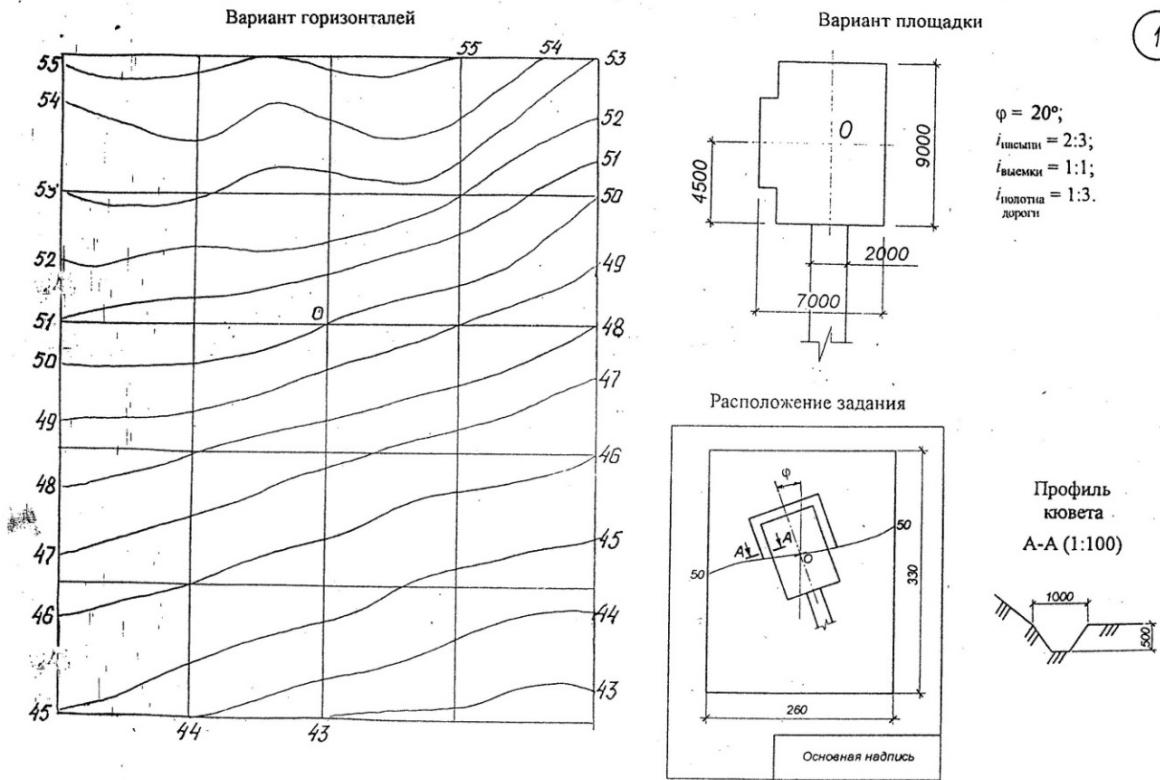 Вариант горизонталей
Вариант площадки
1
55 54 53
55
54
53
52
51
50
49
48
47
46
45
52
51
50
49
48
47
46
45
44
43
44 43
0
0
9000
4500
2000
7000
φ = 20°;
i насыпи = 2:3;
i выемки = 1:1;
i полотна дороги = 1:3.
Расположение задания
φ
А А
50
50
0
330
260
Основная надпись
Профиль
кювета
А-А (1:100)
1000
500